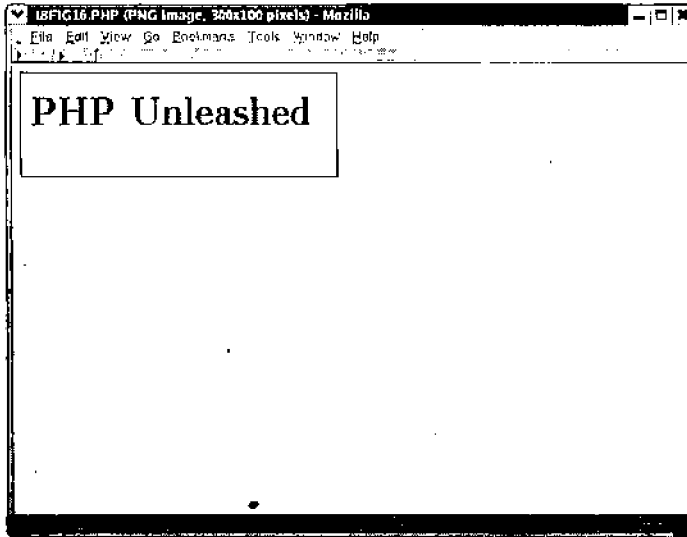 18FIG16.PHP (PNG Image, 300x100 pixels) - Mozilla
File Edit View Go Bookmarks Tools Window Help
PHP Unleashed